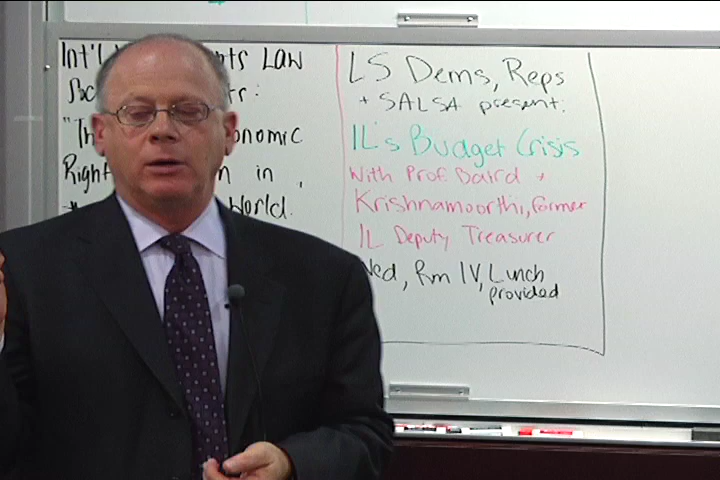 Int'l ts Law
Soc tr:
"Th onomic
Right n in
World.
LS Dems, Reps
+ SALSA present:
IL's Budget Crisis
With Prof. Baird +
Krishnamoorthi, former
IL Deputy Treasurer
Wed, Rm IV, Lunch
provided